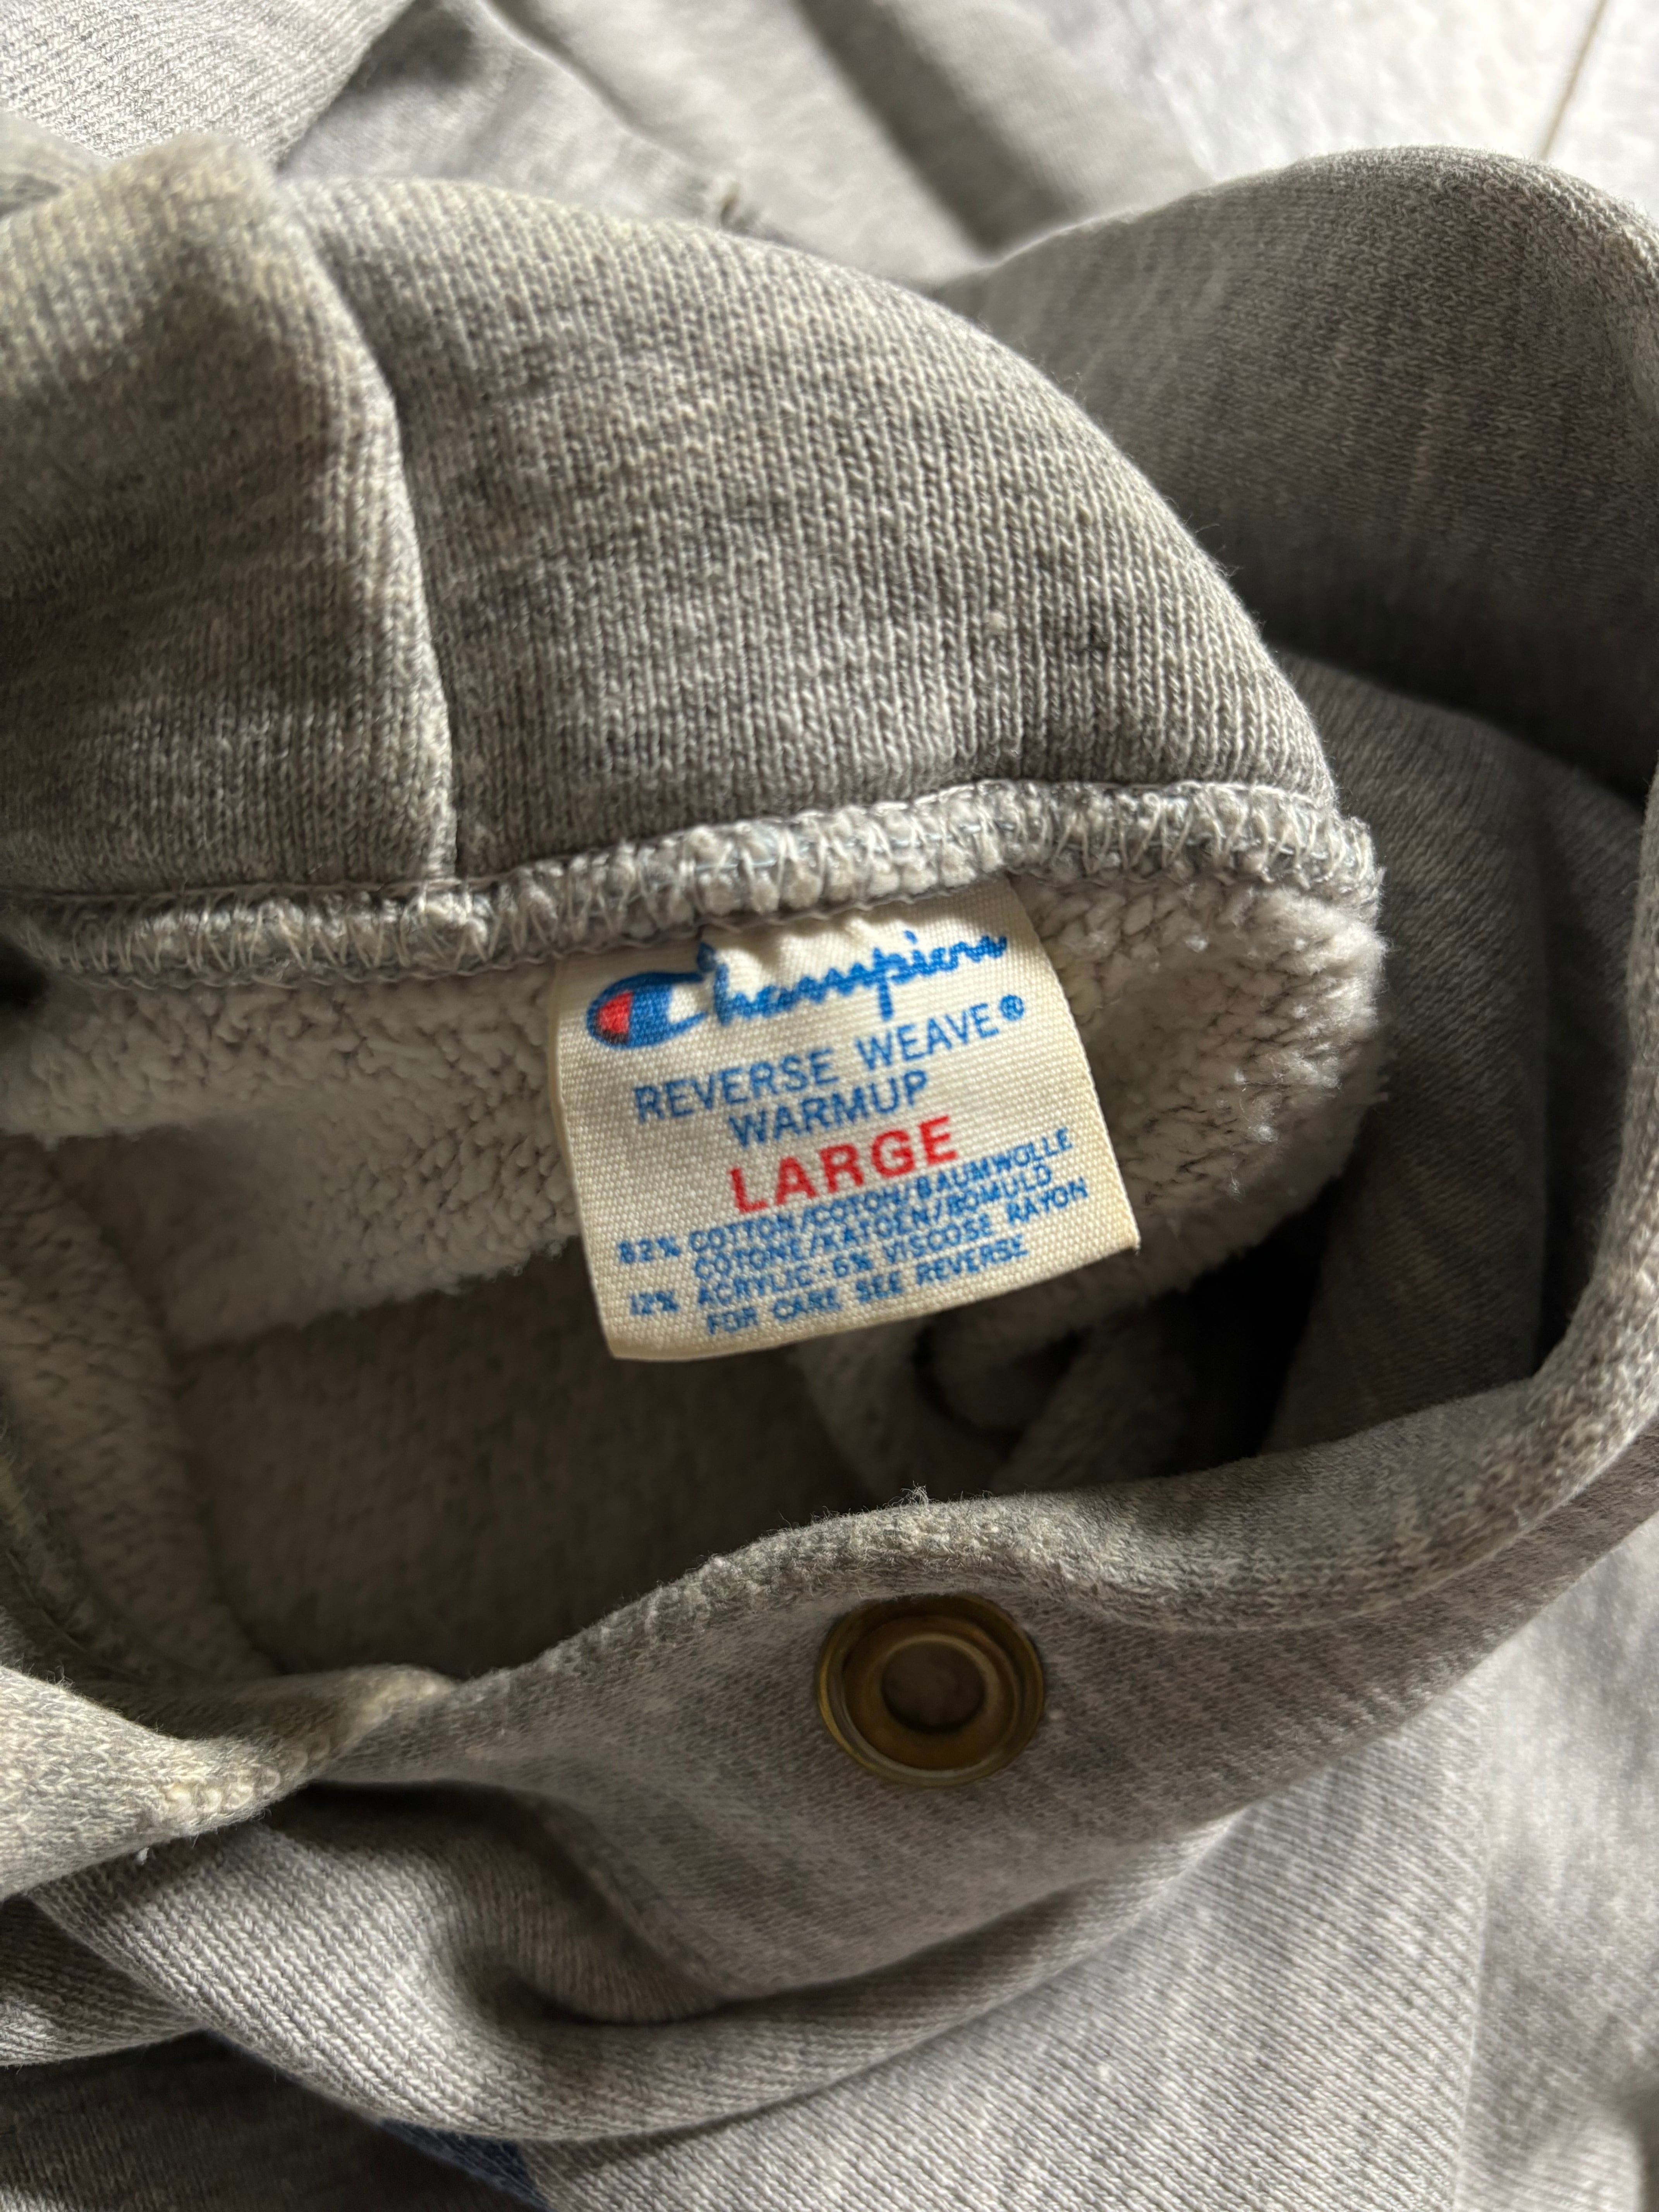 Champion
REVERSE WEAVE®
WARMUP
LARGE
82% COTTON/COTON/BAUMWOLLE
COTONE/KATOEN/BOMULD
12% ACRYLIC-6% VISCOSE RAYON
FOR CARE SEE REVERSE